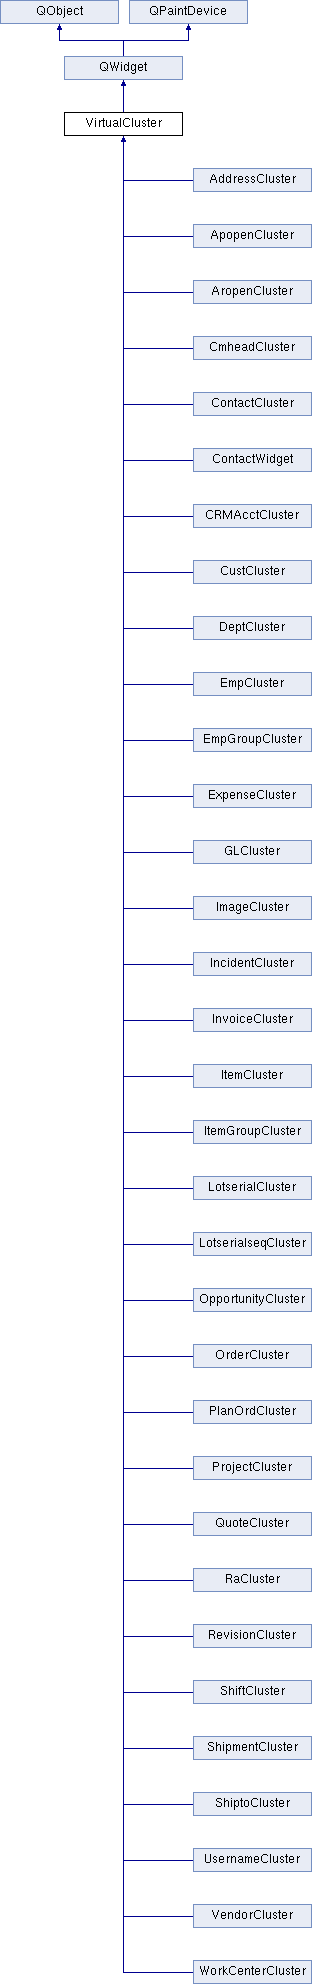 QObject
QPaintDevice
QWidget
VirtualCluster
AddressCluster
ApopenCluster
AropenCluster
CmheadCluster
ContactCluster
ContactWidget
CRMAcctCluster
CustCluster
DeptCluster
EmpCluster
EmpGroupCluster
ExpenseCluster
GLCluster
ImageCluster
IncidentCluster
InvoiceCluster
ItemCluster
ItemGroupCluster
LotserialCluster
LotserialseqCluster
OpportunityCluster
OrderCluster
PlanOrdCluster
ProjectCluster
QuoteCluster
RaCluster
RevisionCluster
ShiftCluster
ShipmentCluster
ShiptoCluster
UsernameCluster
VendorCluster
WorkCenterCluster